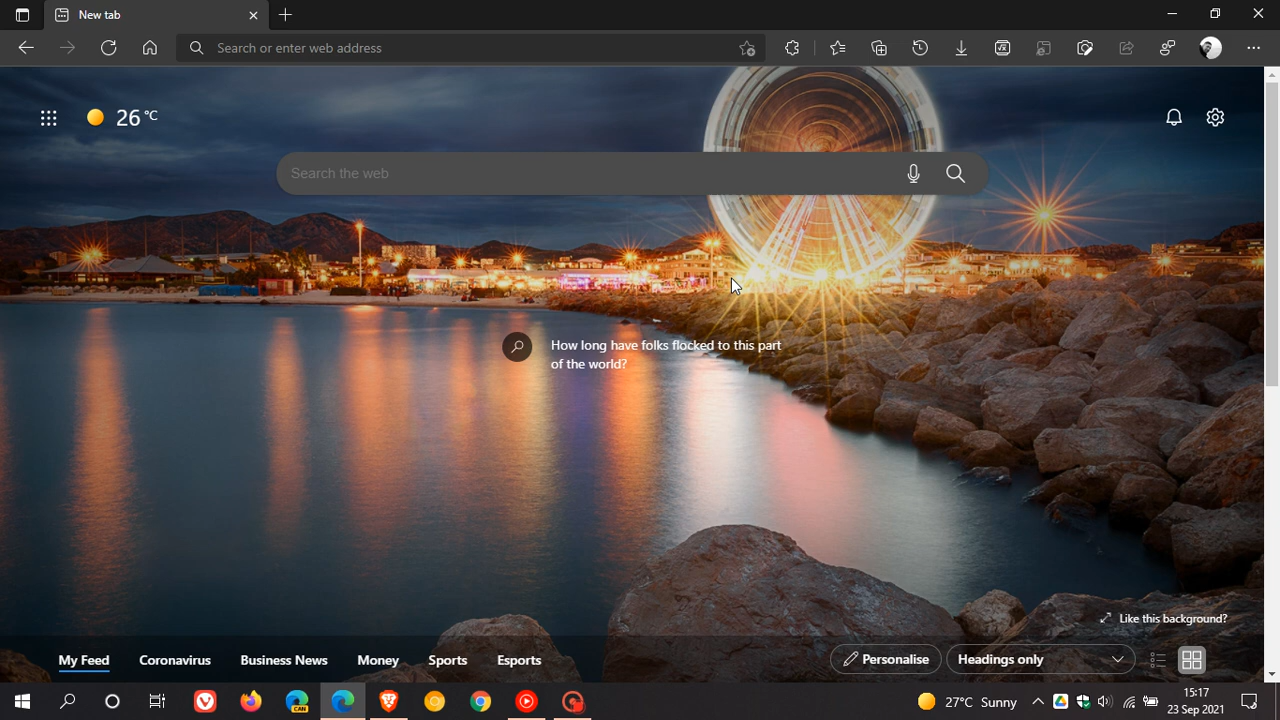 New tab
Search or enter web address
26 °C
Search the web
How long have folks flocked to this part
of the world?
Like this background?
My Feed
Coronavirus
Business News
Money
Sports
Esports
Personalise
Headings only
CAN
27°C Sunny
15:17
23 Sep 2021